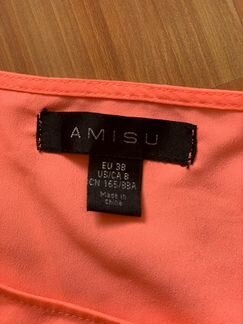 AMISU
EU 38
US/CA 8
CN 165/88A
Made in
China